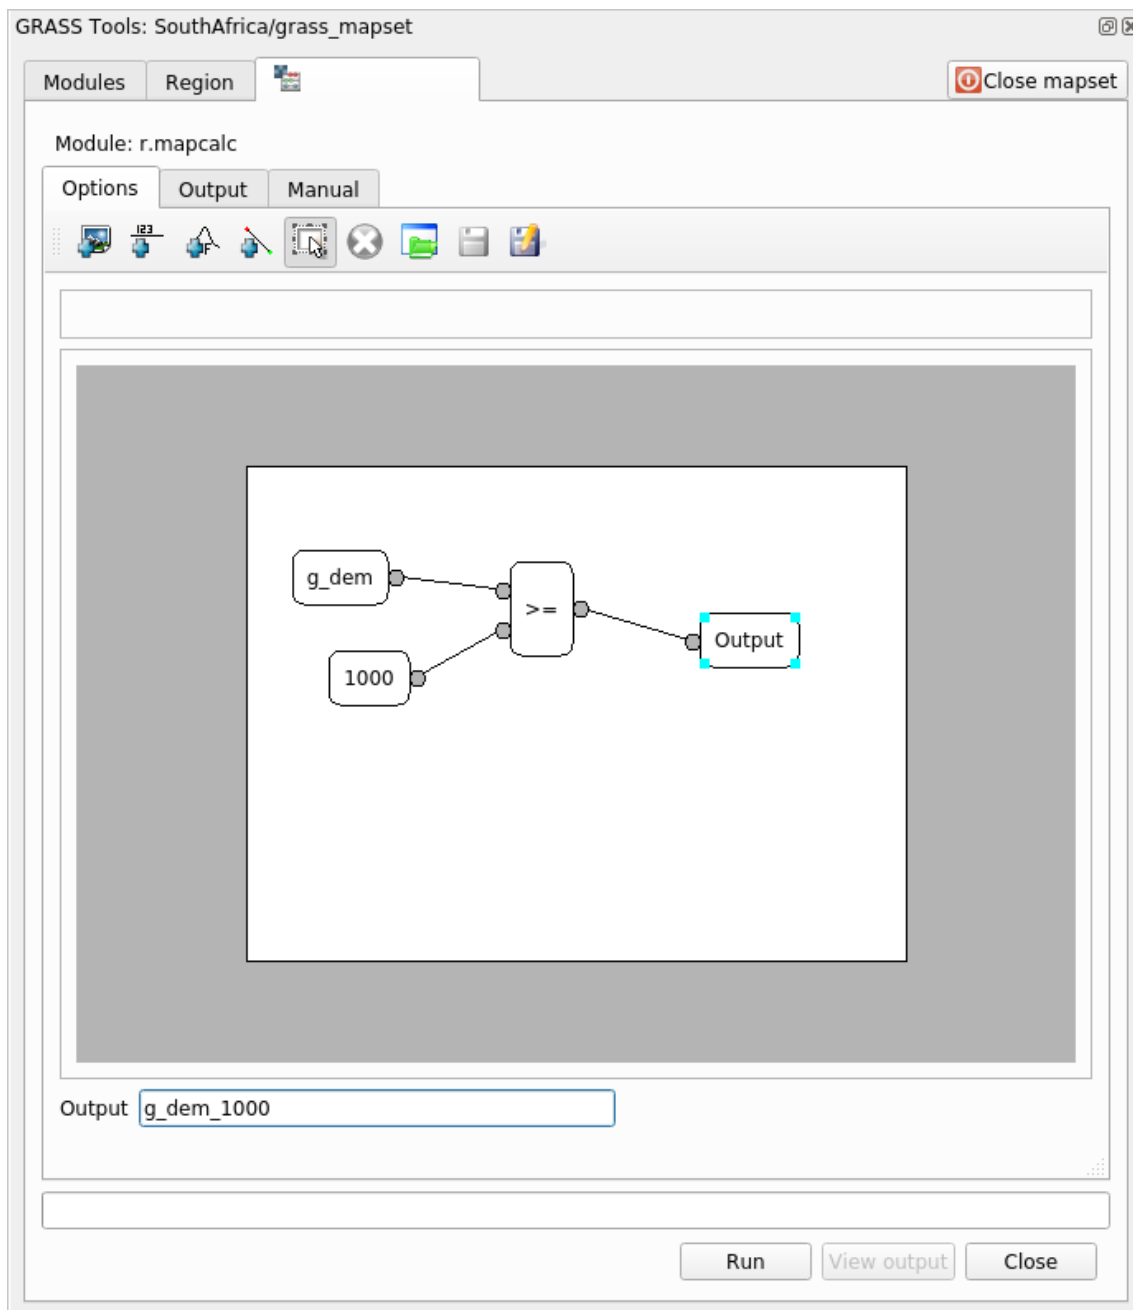 GRASS Tools: SouthAfrica/grass_mapset
Modules Region Close mapset
Module: r.mapcalc
Options Output Manual
123
F
g_dem
>=
Output
1000
Output g_dem_1000
Run View output Close